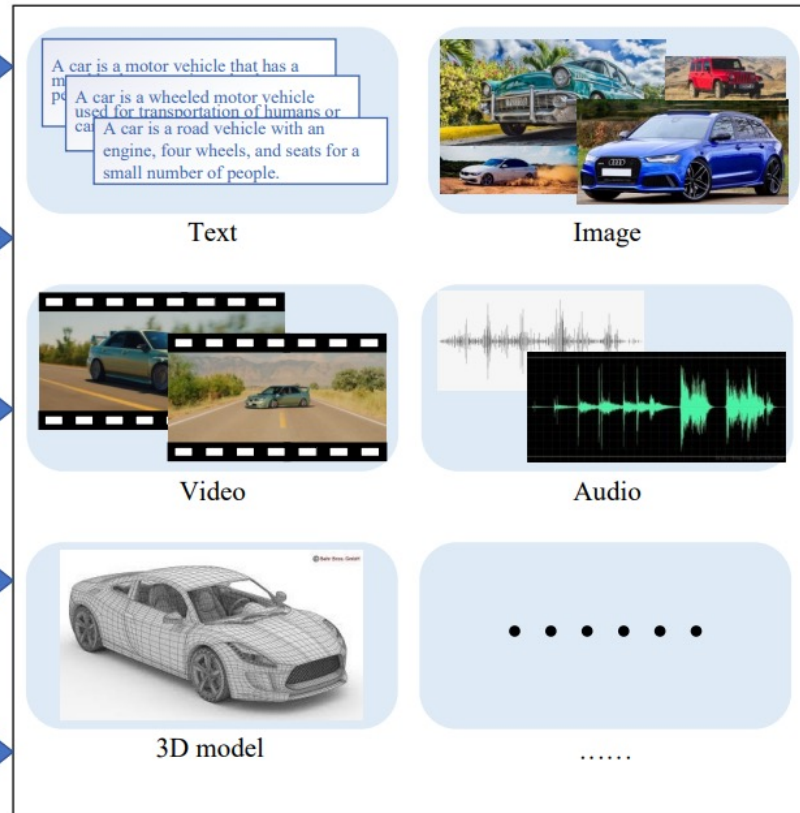 A car is a motor vehicle that has a
A car is a wheeled motor vehicle
used for transportation of humans or
A car is a road vehicle with an
engine, four wheels, and seats for a
small number of people.
Text
Image
Video
Audio
3D model
……